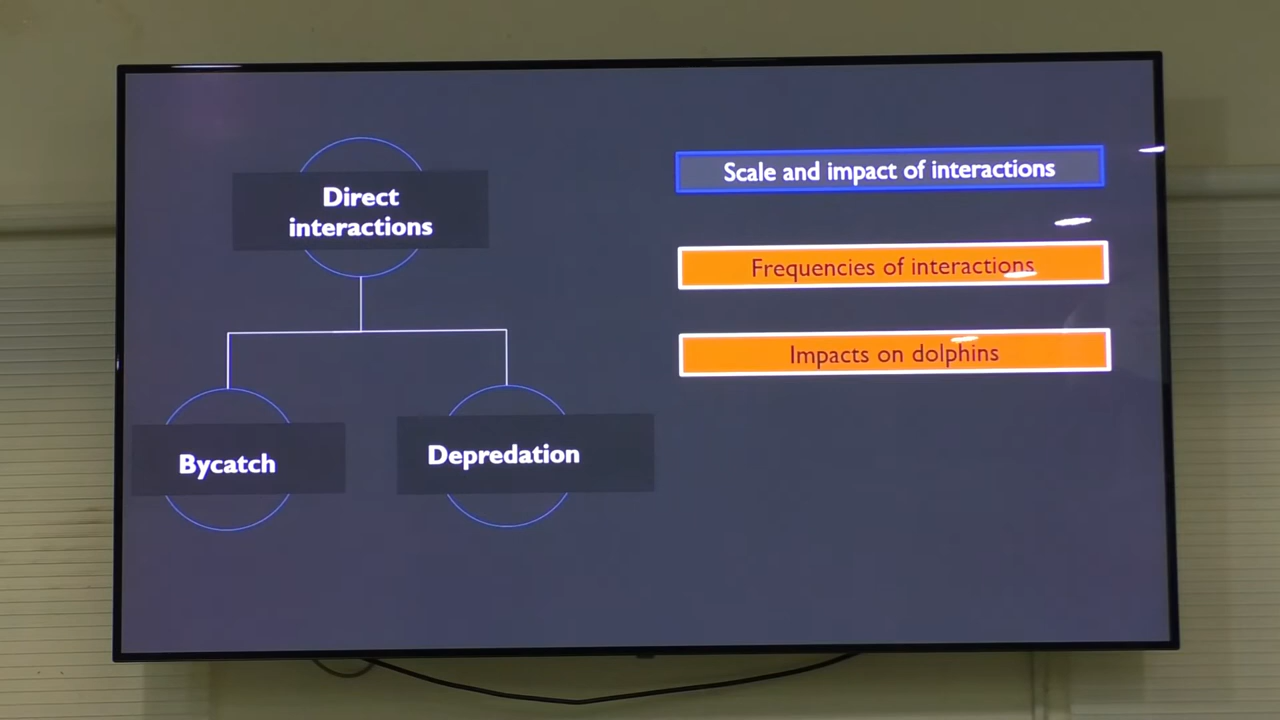 Direct
interactions
Bycatch
Depredation
Scale and impact of interactions
Frequencies of interactions
Impacts on dolphins